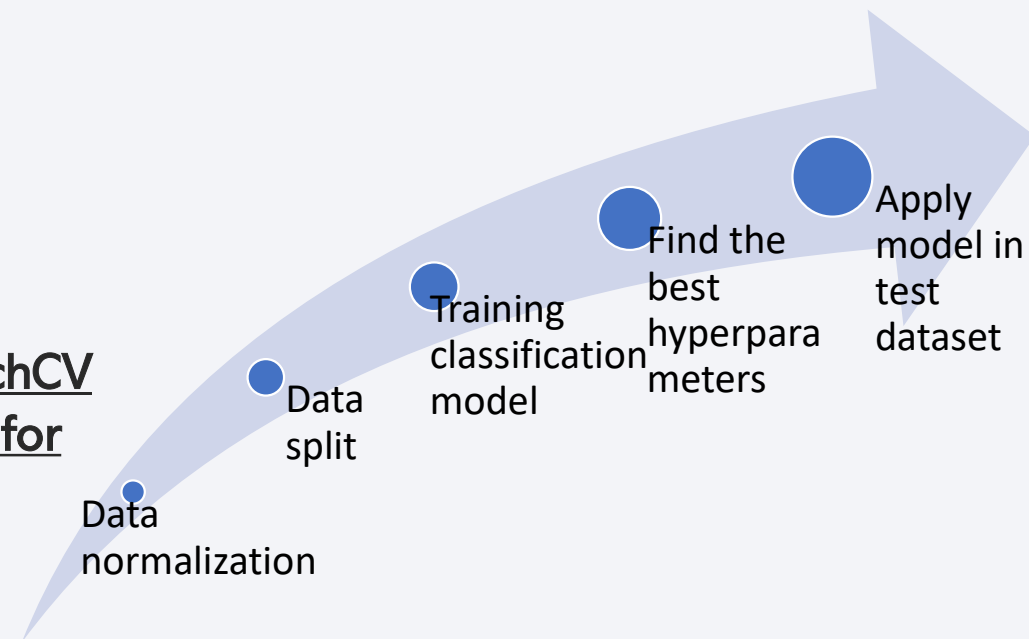 chCV
for
Data
normalization
Data
split
Training
classification
model
Find the
best
hyperpara
meters
Apply
model in
test
dataset